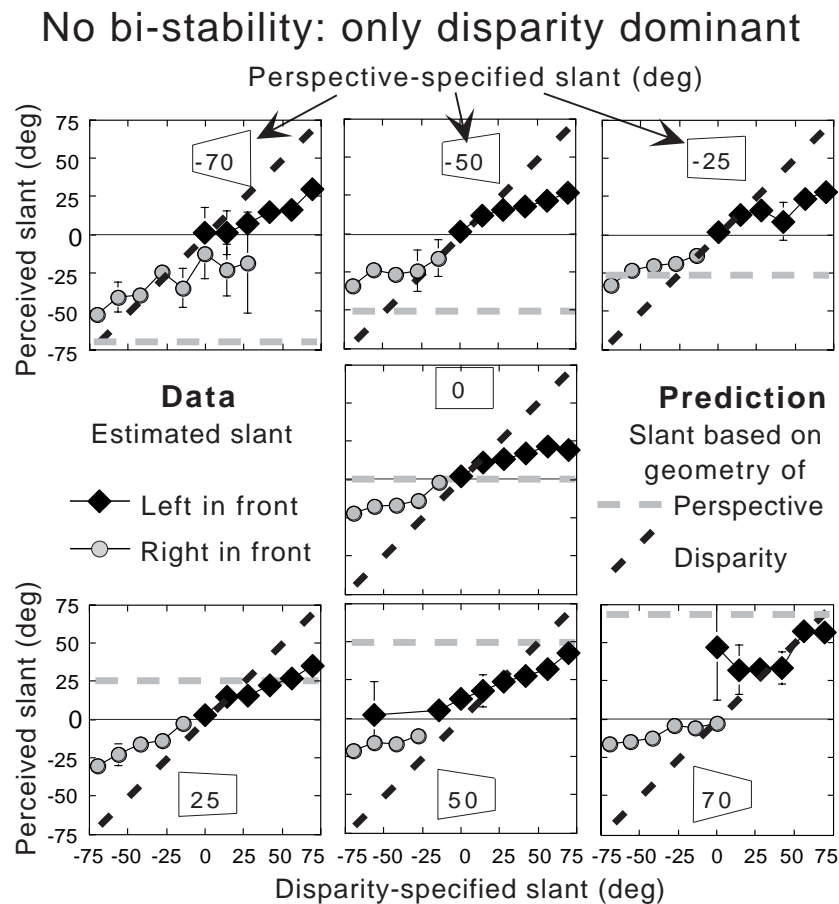 No bi-stability: only disparity dominant
Perspective-specified slant (deg)
Perceived slant (deg)
75
50
25
0
-25
-50
-75
-70
-50
-25
Data
Estimated slant
Left in front
Right in front
0
Prediction
Slant based on
geometry of
Perspective
Disparity
Perceived slant (deg)
75
50
25
0
-25
-50
-75
25
50
70
-75 -50 -25 0 25 50 75
-75 -50 -25 0 25 50 75
-75 -50 -25 0 25 50 75
Disparity-specified slant (deg)